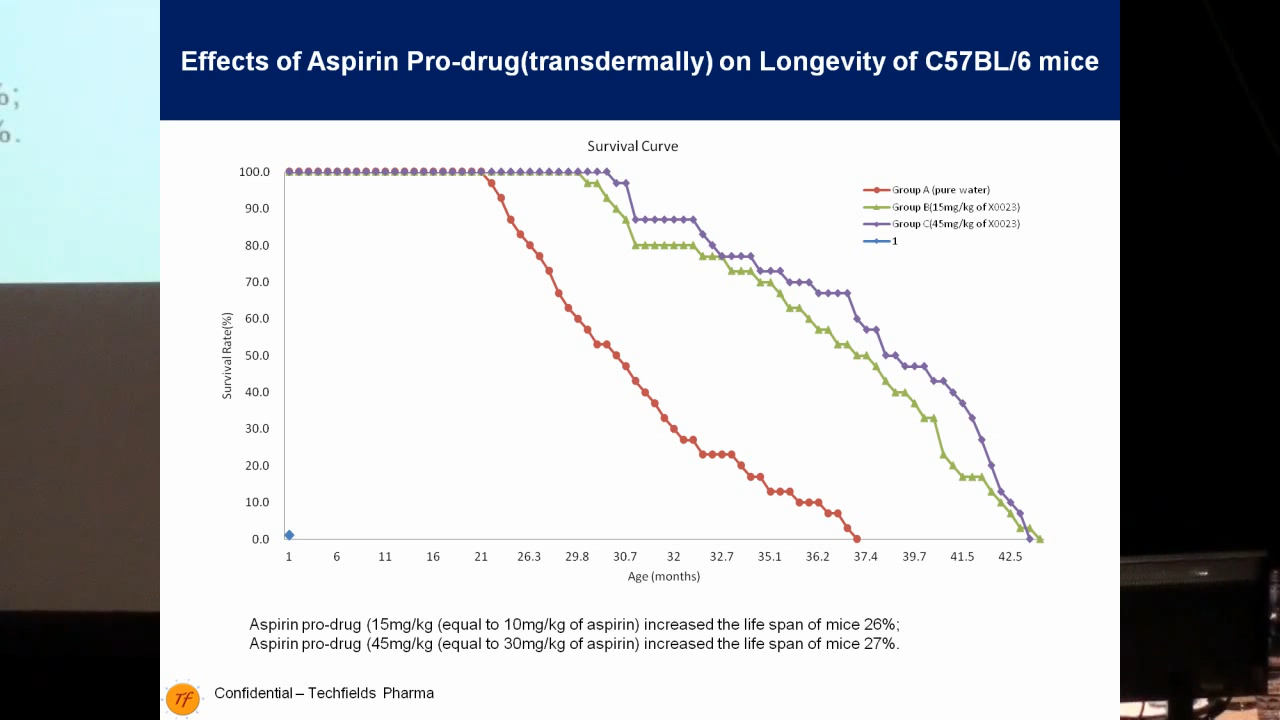 %;
%.
Effects of Aspirin Pro-drug(transdermally) on Longevity of C57BL/6 mice
Survival Curve
100.0
90.0
80.0
70.0
60.0
50.0
40.0
30.0
20.0
10.0
0.0
Survival Rate(%)
Group A (pure water)
Group B(15mg/kg of X0023)
Group C(45mg/kg of X0023)
1
1 6 11 16 21 26.3 29.8 30.7 32 32.7 35.1 36.2 37.4 39.7 41.5 42.5
Age (months)
Aspirin pro-drug (15mg/kg (equal to 10mg/kg of aspirin) increased the life span of mice 26%;
Aspirin pro-drug (45mg/kg (equal to 30mg/kg of aspirin) increased the life span of mice 27%.
Tf
Confidential – Techfields Pharma